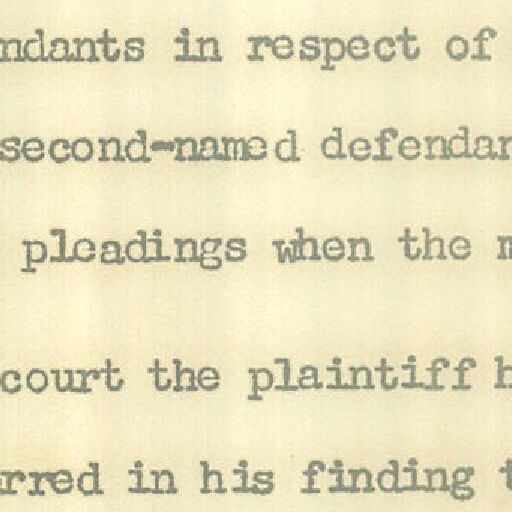 ndants in respect of
second-named defendan
pleadings when the m
court the plaintiff h
rred in his finding t